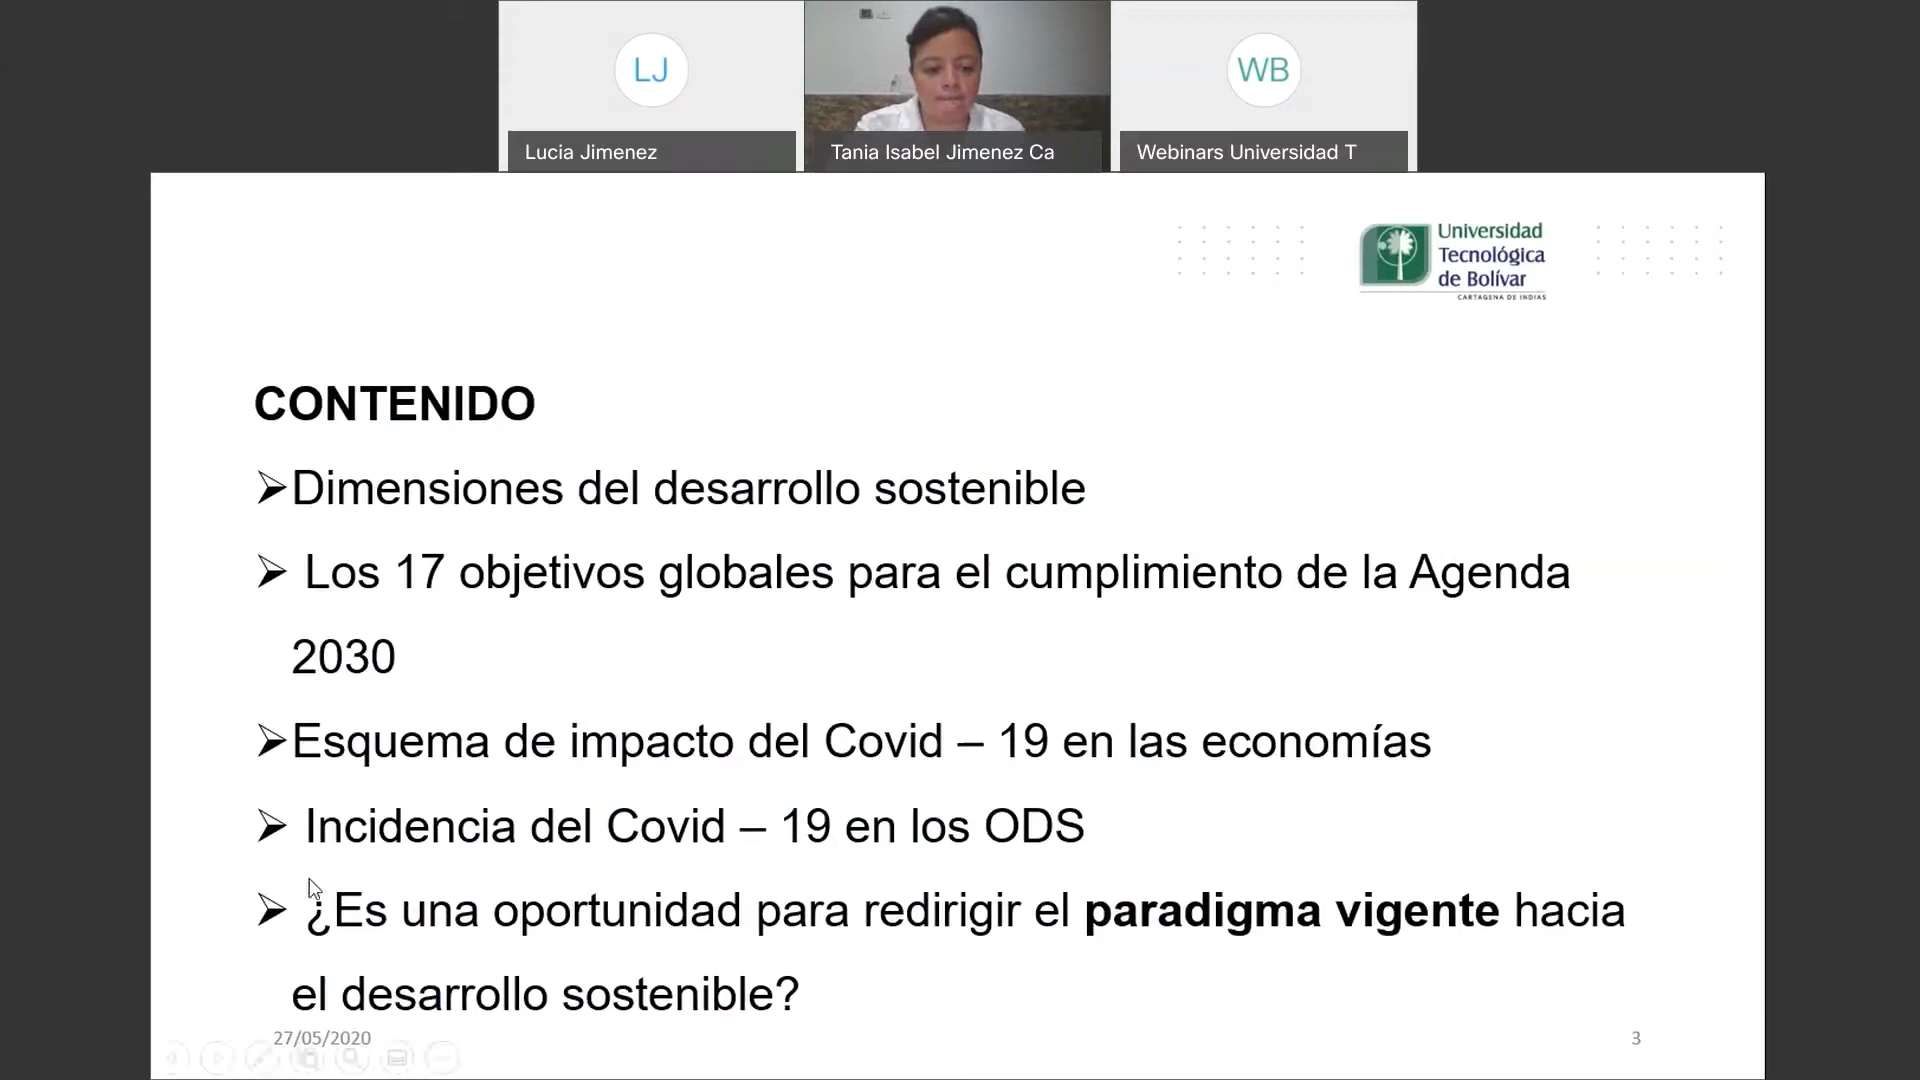 LJ
WB
Lucia Jimenez
Tania Isabel Jimenez Ca
Webinars Universidad T
Universidad
Tecnológica
de Bolívar
CARTAGENA DE INDIAS
CONTENIDO
➢Dimensiones del desarrollo sostenible
➢ Los 17 objetivos globales para el cumplimiento de la Agenda
2030
➢Esquema de impacto del Covid – 19 en las economías
➢ Incidencia del Covid – 19 en los ODS
➢ ¿Es una oportunidad para redirigir el paradigma vigente hacia
el desarrollo sostenible?
27/05/2020
3